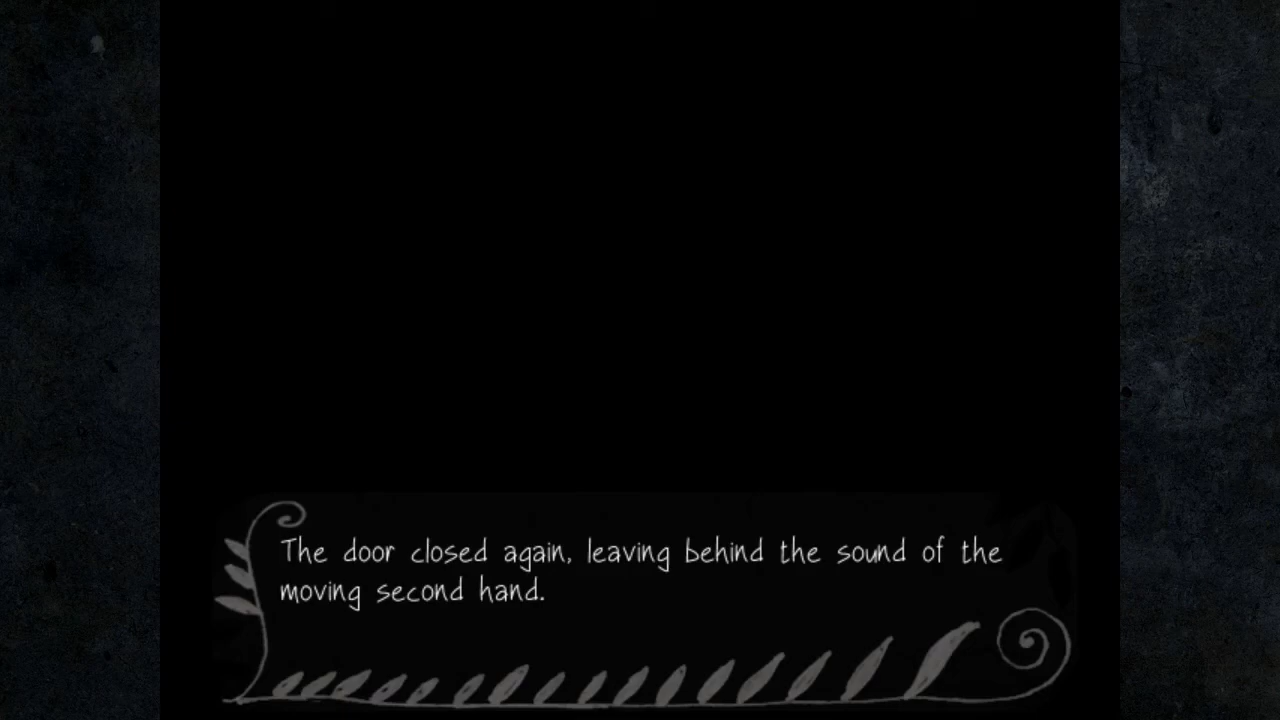 The door closed again, leaving behind the sound of the
moving second hand.